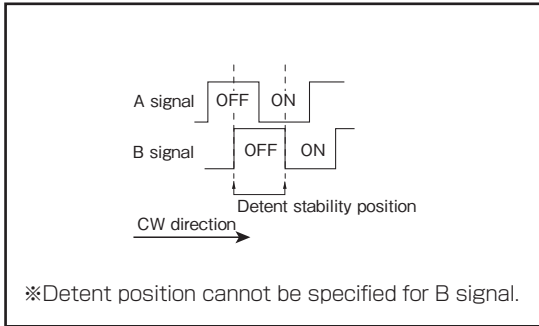 A signal OFF ON
B signal OFF ON
Detent stability position
CW direction
※Detent position cannot be specified for B signal.